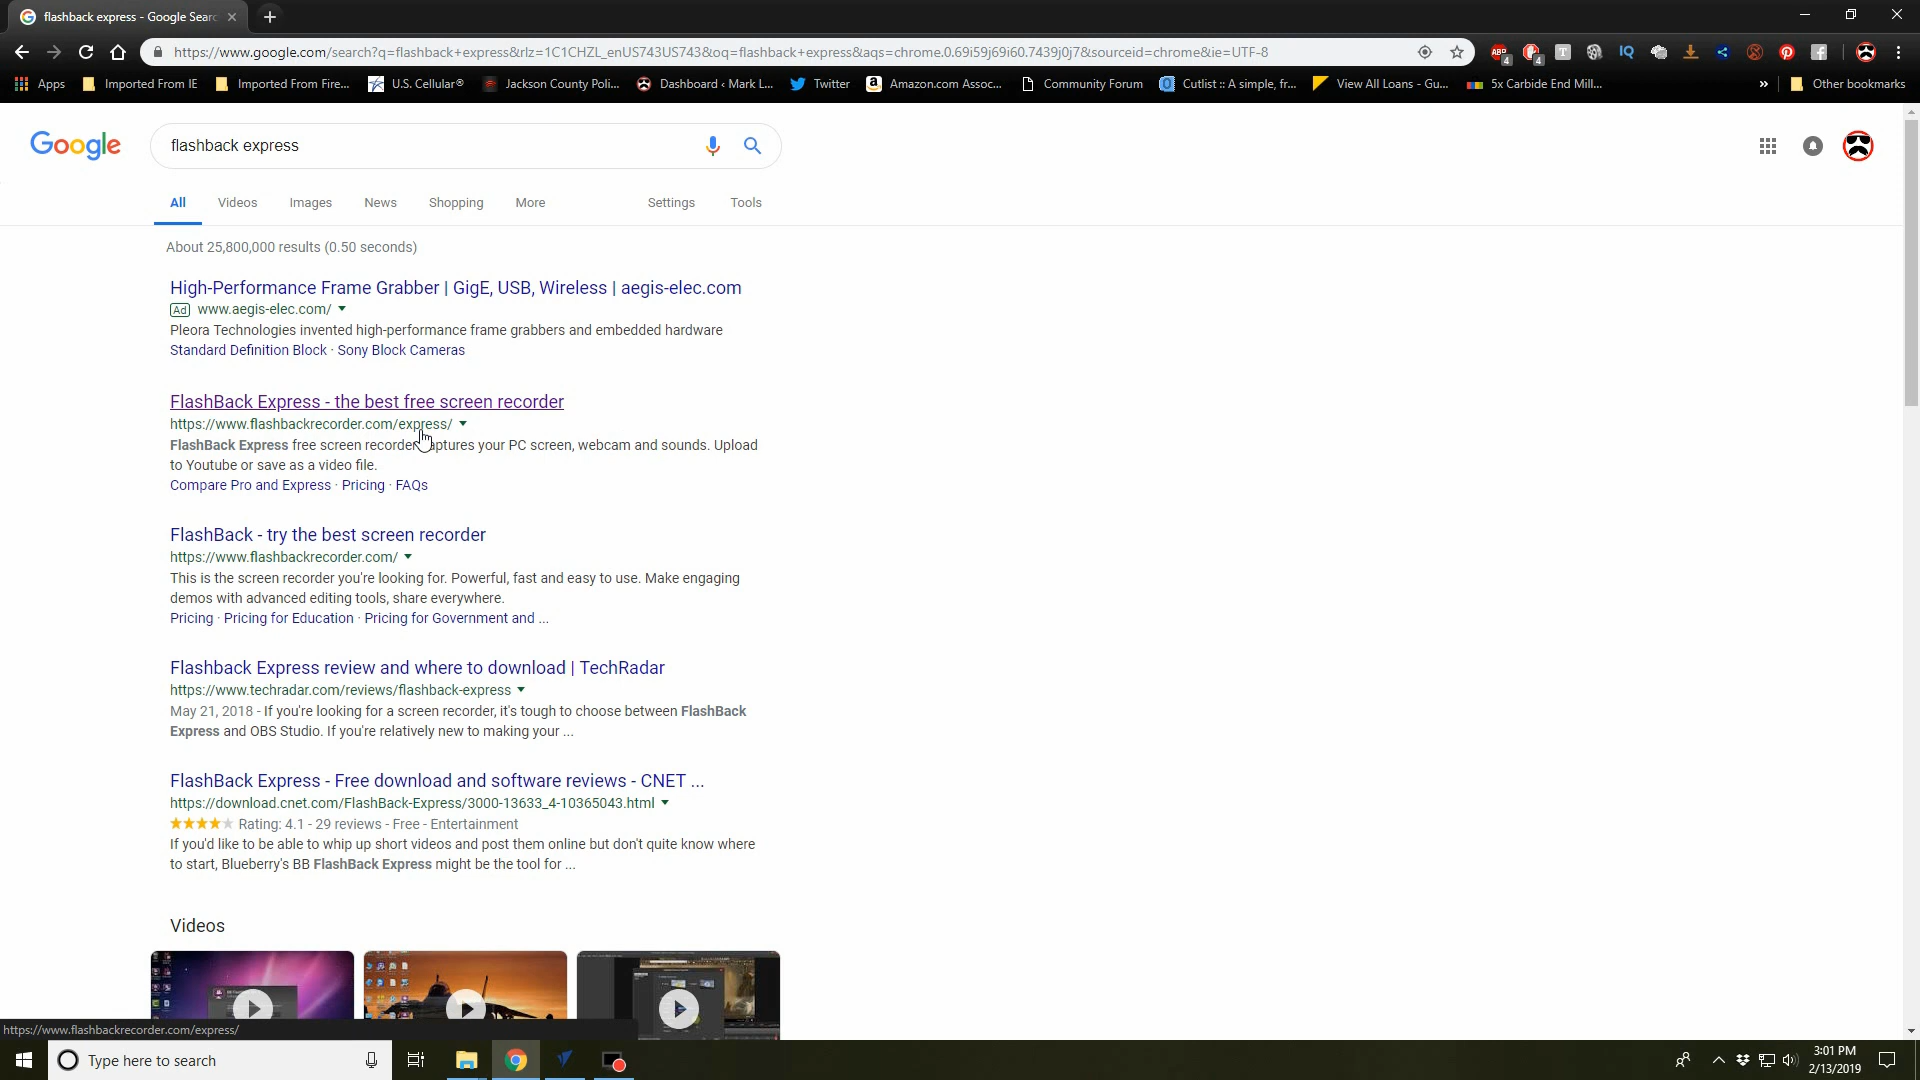 flashback express - Google Searc
https://www.google.com/search?q=flashback+express&rlz=1C1CHZL_enUS743US743&oq=flashback+express&aqs=chrome.0.69i59j69i60.7439j0j7&sourceid=chrome&ie=UTF-8
Apps Imported From IE Imported From Fire... U.S. Cellular® Jackson County Poli... Dashboard ‹ Mark L... Twitter Amazon.com Assoc... Community Forum Cutlist :: A simple, fr... View All Loans - Gu... 5x Carbide End Mill... » Other bookmarks
Google flashback express
All Videos Images News Shopping More Settings Tools
About 25,800,000 results (0.50 seconds)
High-Performance Frame Grabber | GigE, USB, Wireless | aegis-elec.com
Ad www.aegis-elec.com/
Pleora Technologies invented high-performance frame grabbers and embedded hardware
Standard Definition Block · Sony Block Cameras
FlashBack Express - the best free screen recorder
https://www.flashbackrecorder.com/express/
FlashBack Express free screen recorder captures your PC screen, webcam and sounds. Upload
to Youtube or save as a video file.
Compare Pro and Express · Pricing · FAQs
FlashBack - try the best screen recorder
https://www.flashbackrecorder.com/
This is the screen recorder you're looking for. Powerful, fast and easy to use. Make engaging
demos with advanced editing tools, share everywhere.
Pricing · Pricing for Education · Pricing for Government and ...
Flashback Express review and where to download | TechRadar
https://www.techradar.com/reviews/flashback-express
May 21, 2018 - If you're looking for a screen recorder, it's tough to choose between FlashBack
Express and OBS Studio. If you're relatively new to making your ...
FlashBack Express - Free download and software reviews - CNET ...
https://download.cnet.com/FlashBack-Express/3000-13633_4-10365043.html
Rating: 4.1 - 29 reviews - Free - Entertainment
If you'd like to be able to whip up short videos and post them online but don't quite know where
to start, Blueberry's BB FlashBack Express might be the tool for ...
Videos
https://www.flashbackrecorder.com/express/
Type here to search
3:01 PM
2/13/2019